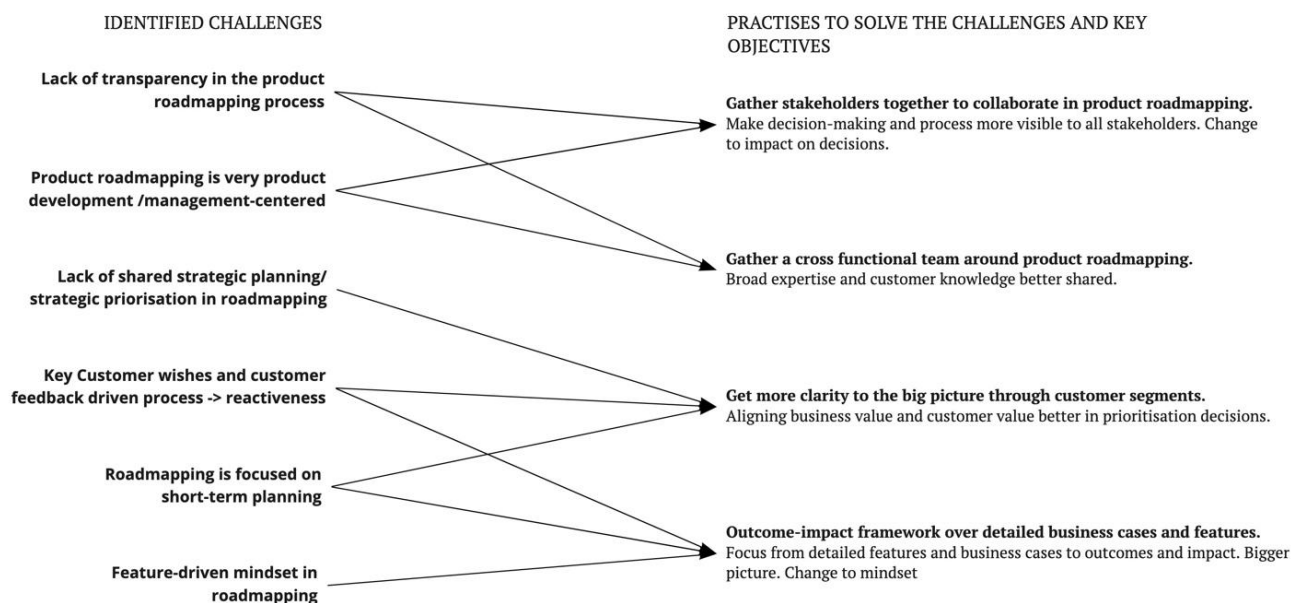 IDENTIFIED CHALLENGES
Lack of transparency in the product
roadmapping process
Product roadmapping is very product
development /management-centered
Lack of shared strategic planning/
strategic priorisation in roadmapping
Key Customer wishes and customer
feedback driven process -> reactiveness
Roadmapping is focused on
short-term planning
Feature-driven mindset in
roadmapping
PRACTISES TO SOLVE THE CHALLENGES AND KEY
OBJECTIVES
Gather stakeholders together to collaborate in product roadmapping.
Make decision-making and process more visible to all stakeholders. Change
to impact on decisions.
Gather a cross functional team around product roadmapping.
Broad expertise and customer knowledge better shared.
Get more clarity to the big picture through customer segments.
Aligning business value and customer value better in prioritisation decisions.
Outcome-impact framework over detailed business cases and features.
Focus from detailed features and business cases to outcomes and impact. Bigger
picture. Change to mindset